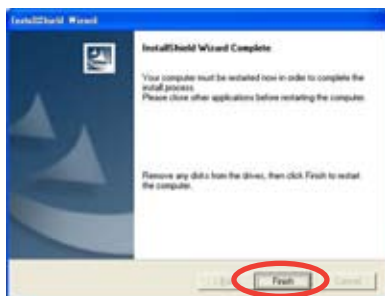 InstallShield Wizard
InstallShield Wizard Complete
Your computer must be restarted now in order to complete the
install process.
Please close other applications before restarting the computer.
Remove any disks from the drives, then click Finish to restart
the computer.
Finish
Cancel